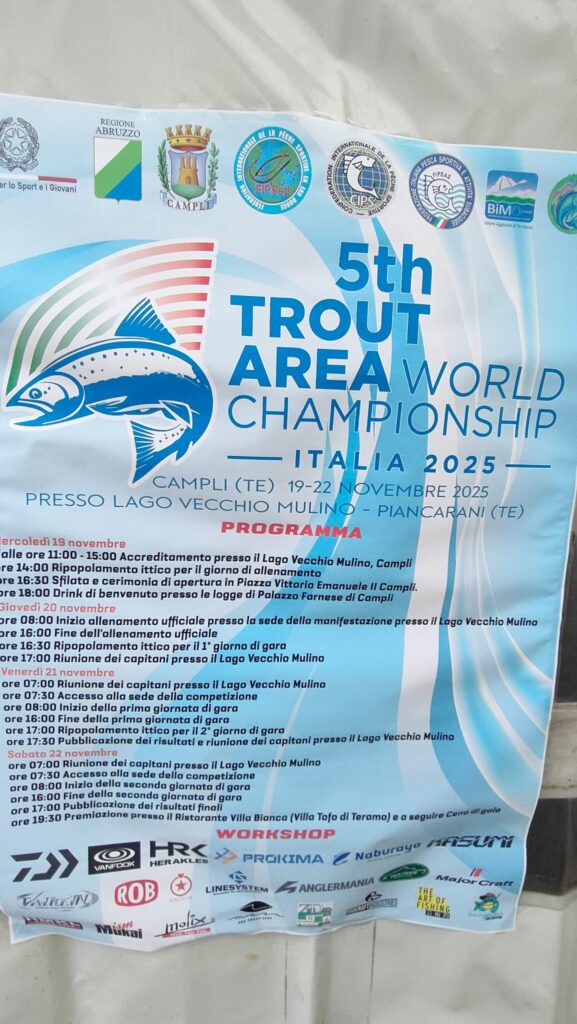 REGIONE
ABRUZZO
er lo Sport e i Giovani
CAMPLI
FIPSed
CIPS
BIM
5th
TROUT
AREA WORLD
CHAMPIONSHIP
ITALIA 2025
CAMPLI (TE) 19-22 NOVEMBRE 2025
PRESSO LAGO VECCHIO MULINO - PIANCARANI (TE)
PROGRAMMA
ercoledì 19 novembre
alle ore 11:00 - 15:00 Accreditamento presso il Lago Vecchio Mulino, Campli
ore 14:00 Ripopolamento ittico per il giorno di allenamento
ore 16:30 Sfilata e cerimonia di apertura in Piazza Vittorio Emanuele II Campli.
ore 18:00 Drink di benvenuto presso le logge di Palazzo Farnese di Campli
Giovedì 20 novembre
ore 08:00 Inizio allenamento ufficiale presso la sede della manifestazione presso il Lago Vecchio Mulino
ore 16:00 Fine dell'allenamento ufficiale
ore 16:30 Ripopolamento ittico per il 1° giorno di gara
ore 17:00 Riunione dei capitani presso il Lago Vecchio Mulino
Venerdì 21 novembre
ore 07:00 Riunione dei capitani presso il Lago Vecchio Mulino
ore 07:30 Accesso alla sede della competizione
ore 08:00 Inizio della prima giornata di gara
ore 16:00 Fine della prima giornata di gara
ore 17:00 Ripopolamento ittico per il 2° giorno di gara
ore 17:30 Pubblicazione dei risultati e riunione dei capitani presso il Lago Vecchio Mulino
Sabato 22 novembre
ore 07:00 Riunione dei capitani presso il Lago Vecchio Mulino
ore 07:30 Accesso alla sede della competizione
ore 08:00 Inizio della seconda giornata di gara
ore 16:00 Fine della seconda giornata di gara
ore 17:00 Pubblicazione dei risultati finali
ore 19:30 Premiazione presso il Ristorante Villa Bianca (Villa Tofo di Teramo) e a seguire Cena di gala
WORKSHOP
VANFOOK
HRK
HERAKLES
PROKIMA
Naburaya
KASUMI
ValkeIN
ROB
LINESYSTEM
ANGLERMANIA
Major Craft
Mukai
molix
THE
ART OF
FISHING